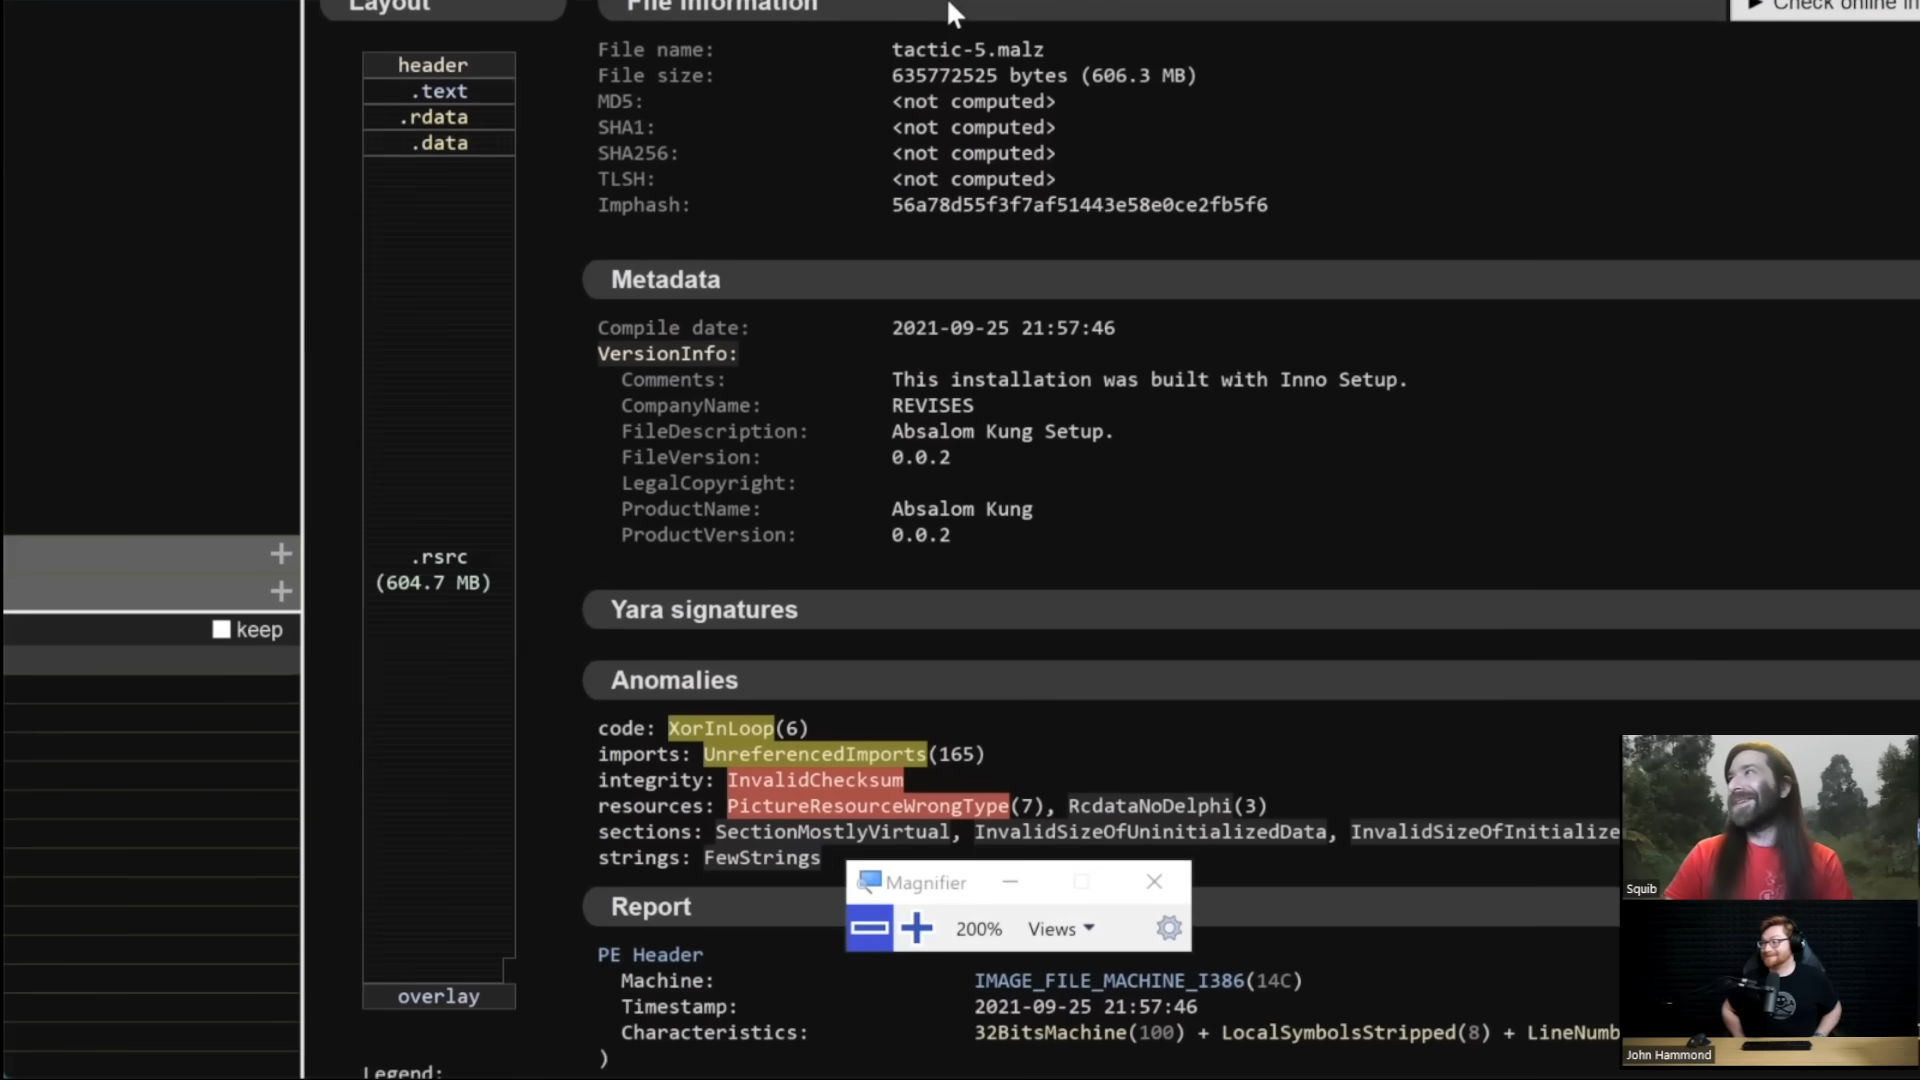 Layout
File Information
Check online
header
.text
.rdata
.data
.rsrc
(604.7 MB)
overlay
Legend:
keep
File name: tactic-5.malz
File size: 635772525 bytes (606.3 MB)
MD5: <not computed>
SHA1: <not computed>
SHA256: <not computed>
TLSH: <not computed>
Imphash: 56a78d55f3f7af51443e58e0ce2fb5f6
Metadata
Compile date: 2021-09-25 21:57:46
VersionInfo:
Comments: This installation was built with Inno Setup.
CompanyName: REVISES
FileDescription: Absalom Kung Setup.
FileVersion: 0.0.2
LegalCopyright:
ProductName: Absalom Kung
ProductVersion: 0.0.2
Yara signatures
Anomalies
code: XorInLoop(6)
imports: UnreferencedImports(165)
integrity: InvalidChecksum
resources: PictureResourceWrongType(7), RcdataNoDelphi(3)
sections: SectionMostlyVirtual, InvalidSizeOfUninitializedData, InvalidSizeOfInitialize
strings: FewStrings
Magnifier
200% Views
Report
PE Header
Machine: IMAGE_FILE_MACHINE_I386(14C)
Timestamp: 2021-09-25 21:57:46
Characteristics: 32BitsMachine(100) + LocalSymbolsStripped(8) + LineNumb
)
Squib
John Hammond